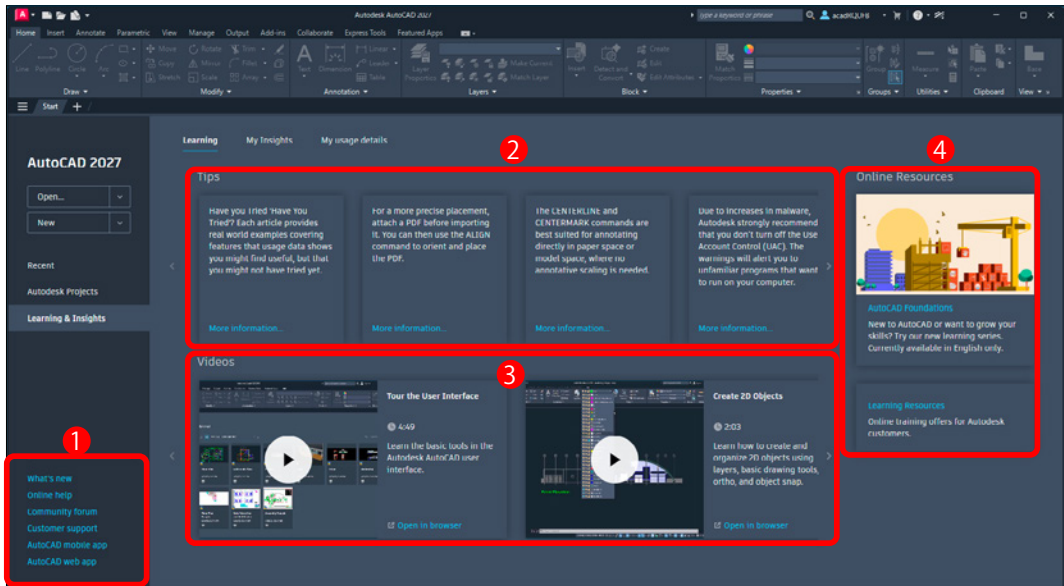 Autodesk AutoCAD 2027
Type a keyword or phrase
Home Insert Annotate Parametric View Manage Output Add-ins Collaborate Express Tools Featured Apps
Line Polyline Circle Arc
Move Rotate Trim
Copy Mirror Fillet
Stretch Scale Array
Text Dimension
Linear
Leader
Table
Layer Properties
Make Current
Match Layer
Insert
Detect and Convert
Create
Edit
Edit Attributes
Match Properties
Group
Measure
Paste
Base
Draw Modify Annotation Layers Block Properties Groups Utilities Clipboard View
Start
Learning My Insights My usage details
AutoCAD 2027
Open...
New
Recent
Autodesk Projects
Learning & Insights
1
What's new
Online help
Community forum
Customer support
AutoCAD mobile app
AutoCAD web app
2
Tips
Have you Tried 'Have You
Tried'? Each article provides
real world examples covering
features that usage data shows
you might find useful, but that
you might not have tried yet.
More information...
For a more precise placement,
attach a PDF before importing
it. You can then use the ALIGN
command to orient and place
the PDF.
More information...
The CENTERLINE and
CENTERMARK commands are
best suited for annotating
directly in paper space or
model space, where no
annotative scaling is needed.
More information...
Due to increases in malware,
Autodesk strongly recommend
that you don't turn off the Use
Account Control (UAC). The
warnings will alert you to
unfamiliar programs that want
to run on your computer.
More information...
Videos
3
Tour the User Interface
4:49
Learn the basic tools in the
Autodesk AutoCAD user
interface.
Open in browser
Create 2D Objects
2:03
Learn how to create and
organize 2D objects using
layers, basic drawing tools,
ortho, and object snap.
Open in browser
4
Online Resources
AutoCAD Foundations
New to AutoCAD or want to grow your
skills? Try our new learning series.
Currently available in English only.
Learning Resources
Online training offers for Autodesk
customers.